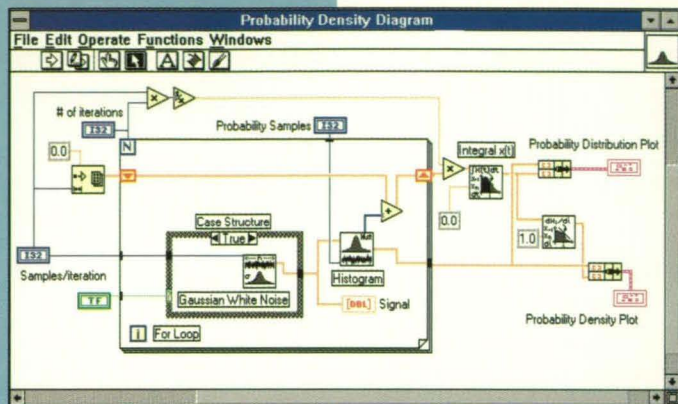 Probability Density Diagram
File Edit Operate Functions Windows
A
# of iterations
I32
Probability Samples
I32
0.0
N
Integral x(t)
Probability Distribution Plot
0.0
1.0
Case Structure
True
Samples/iteration
I32
TF
Gaussian White Noise
Histogram
[DBL]
Signal
i
For Loop
Probability Density Plot